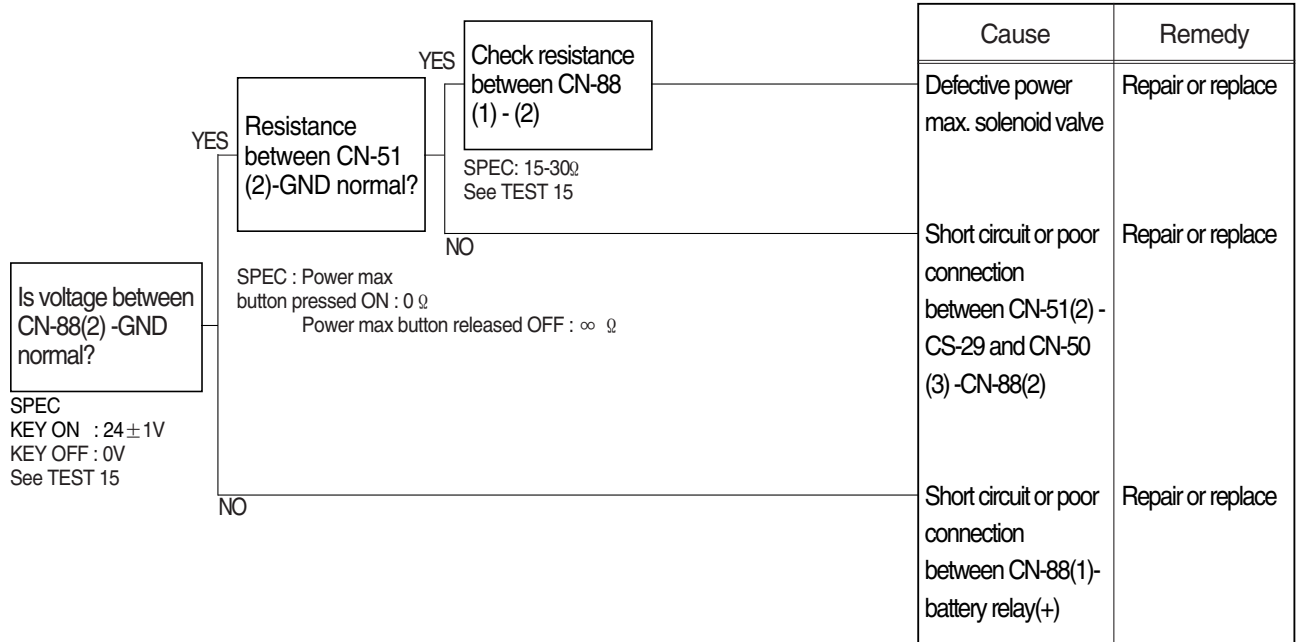 Is voltage between
CN-88(2) -GND
normal?
SPEC
KEY ON : 24±1V
KEY OFF : 0V
See TEST 15
YES
NO
Resistance
between CN-51
(2)-GND normal?
SPEC : Power max
button pressed ON : 0 Ω
Power max button released OFF : ∞ Ω
YES
NO
Check resistance
between CN-88
(1) - (2)
SPEC: 15-30Ω
See TEST 15
Cause
Remedy
Defective power
max. solenoid valve
Repair or replace
Short circuit or poor
connection
between CN-51(2) -
CS-29 and CN-50
(3) -CN-88(2)
Repair or replace
Short circuit or poor
connection
between CN-88(1)-
battery relay(+)
Repair or replace